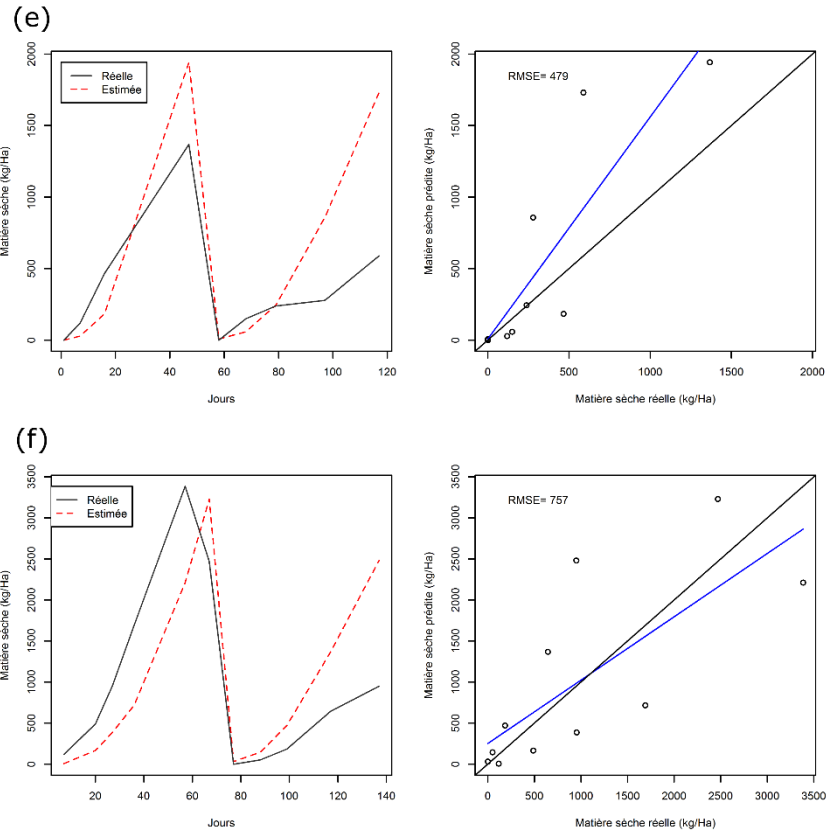 (e)
Matière sèche (kg/Ha)
0 500 1000 1500 2000
Réelle
Estimée
0 20 40 60 80 100 120
Jours
Matière sèche prédite (kg/Ha)
0 500 1000 1500 2000
RMSE= 479
0 500 1000 1500 2000
Matière sèche réelle (kg/Ha)
(f)
Matière sèche (kg/Ha)
0 500 1000 1500 2000 2500 3000 3500
Réelle
Estimée
20 40 60 80 100 120 140
Jours
Matière sèche prédite (kg/Ha)
0 500 1000 1500 2000 2500 3000 3500
RMSE= 757
0 500 1000 1500 2000 2500 3000 3500
Matière sèche réelle (kg/Ha)